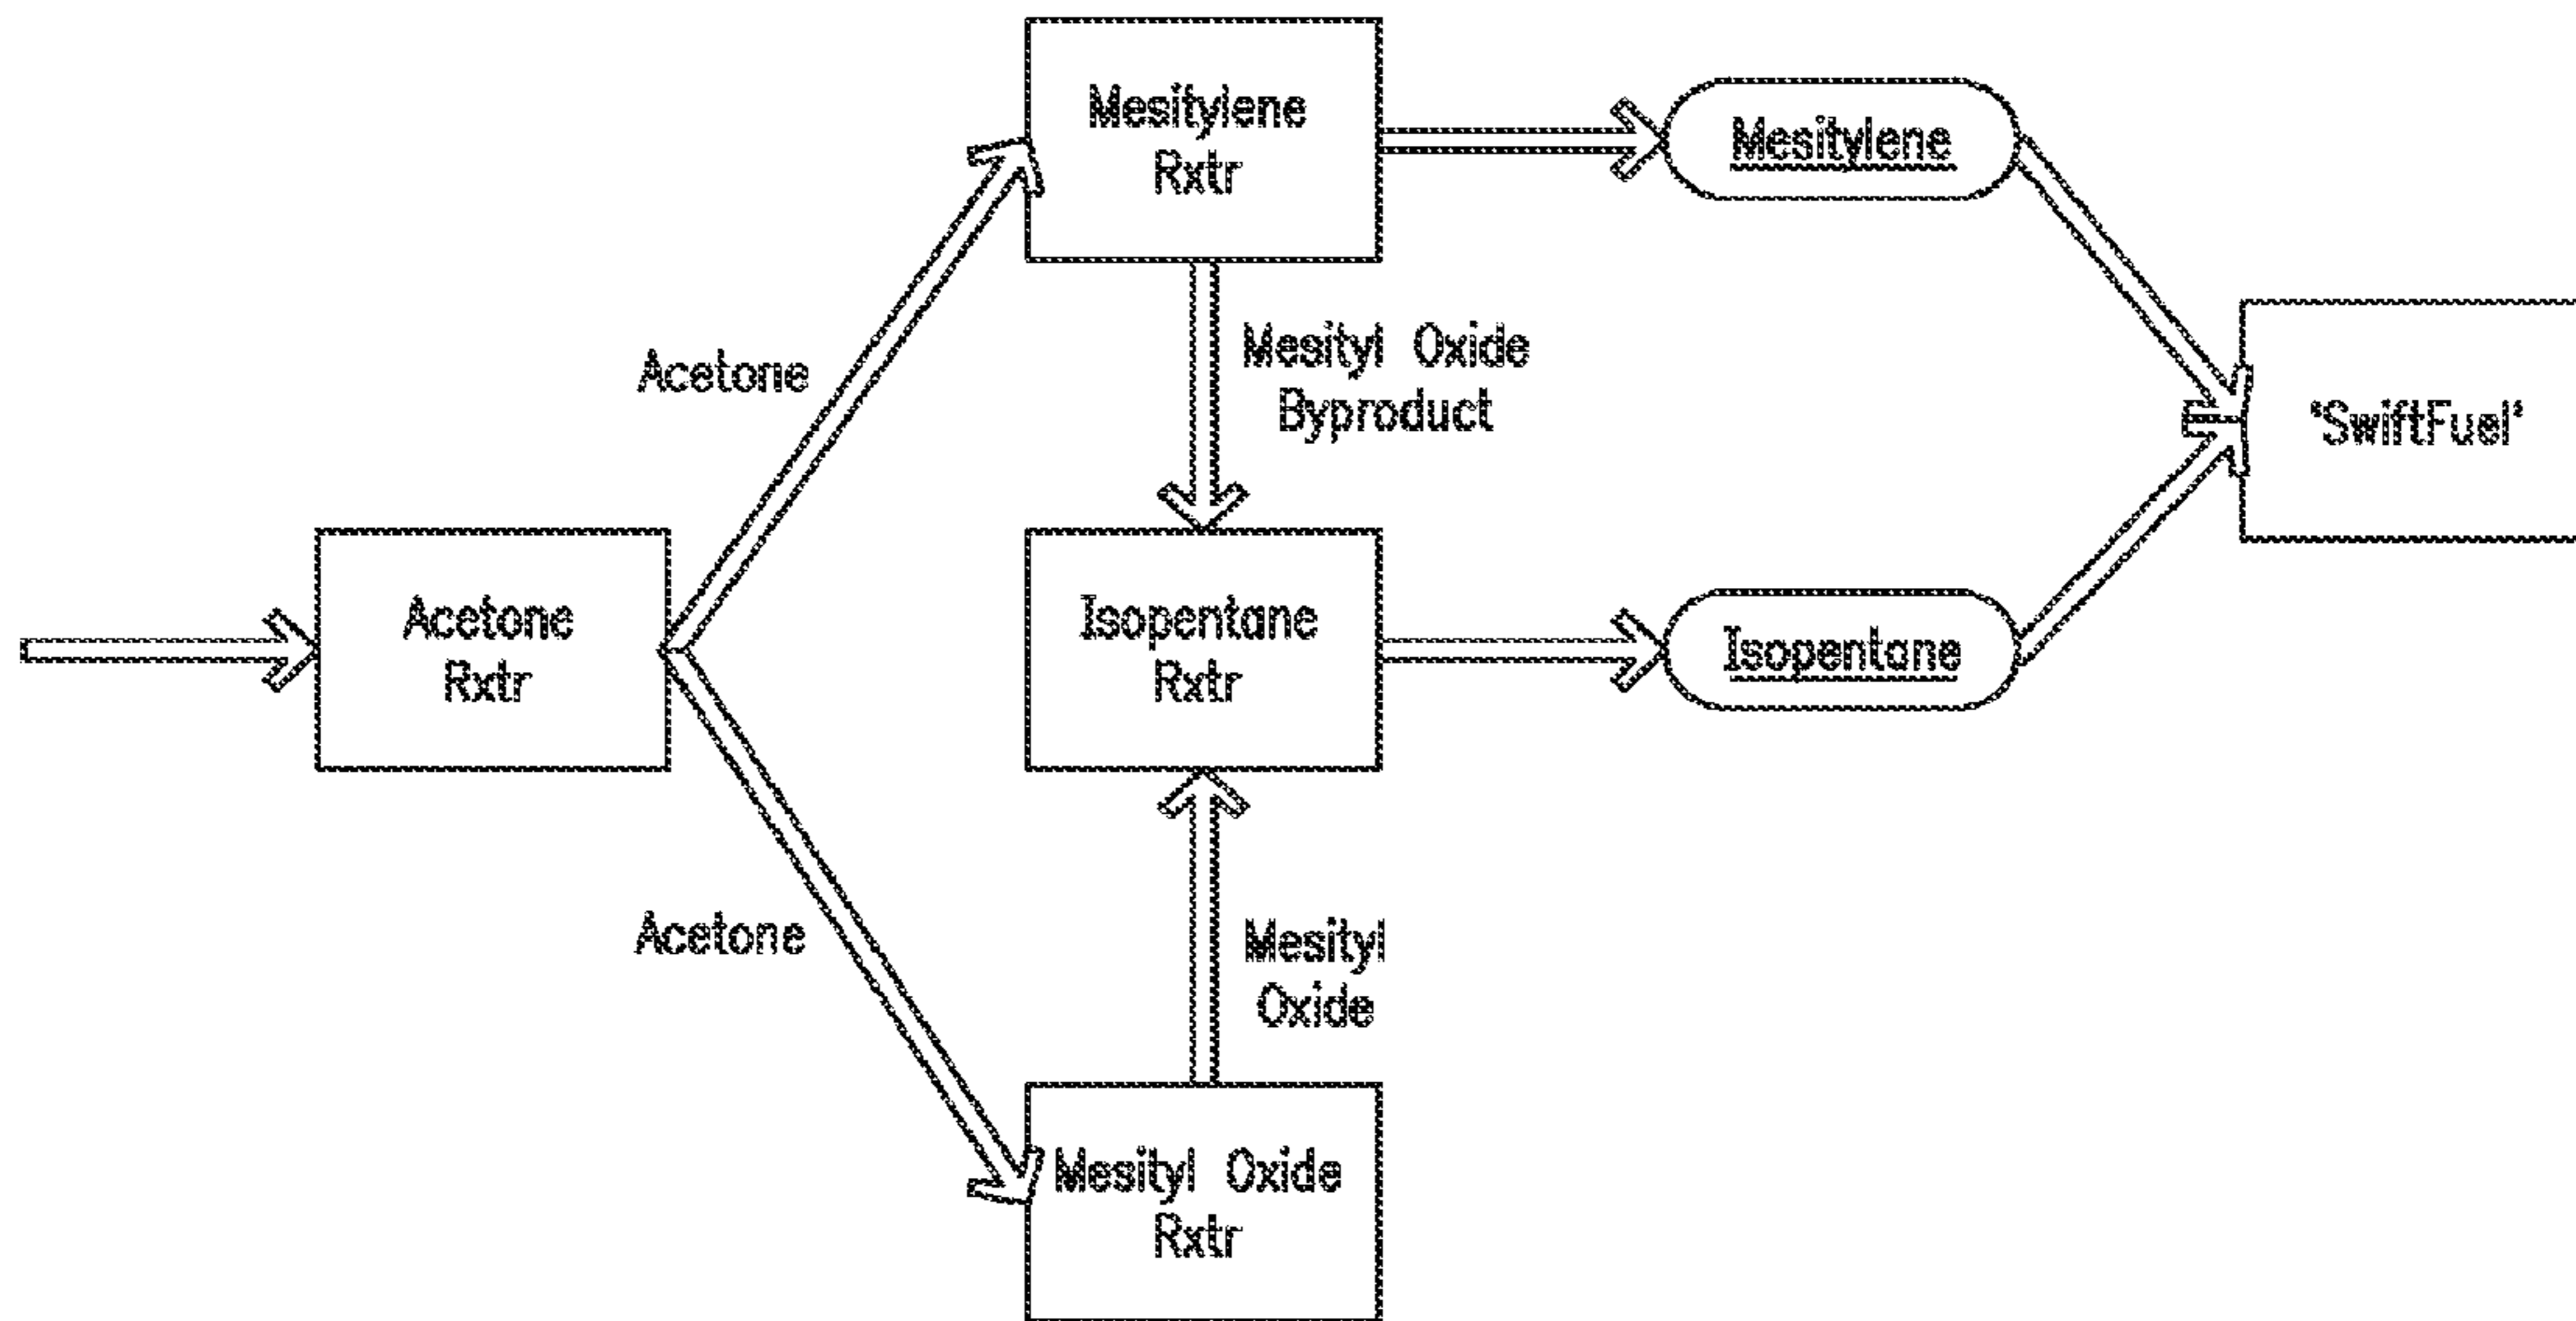 Mesitylene
Rxtr
Mesitylene
Acetone
Mesityl Oxide
Byproduct
"SwiftFuel"
Acetone
Rxtr
Isopentane
Rxtr
Isopentane
Acetone
Mesityl
Oxide
Mesityl Oxide
Rxtr